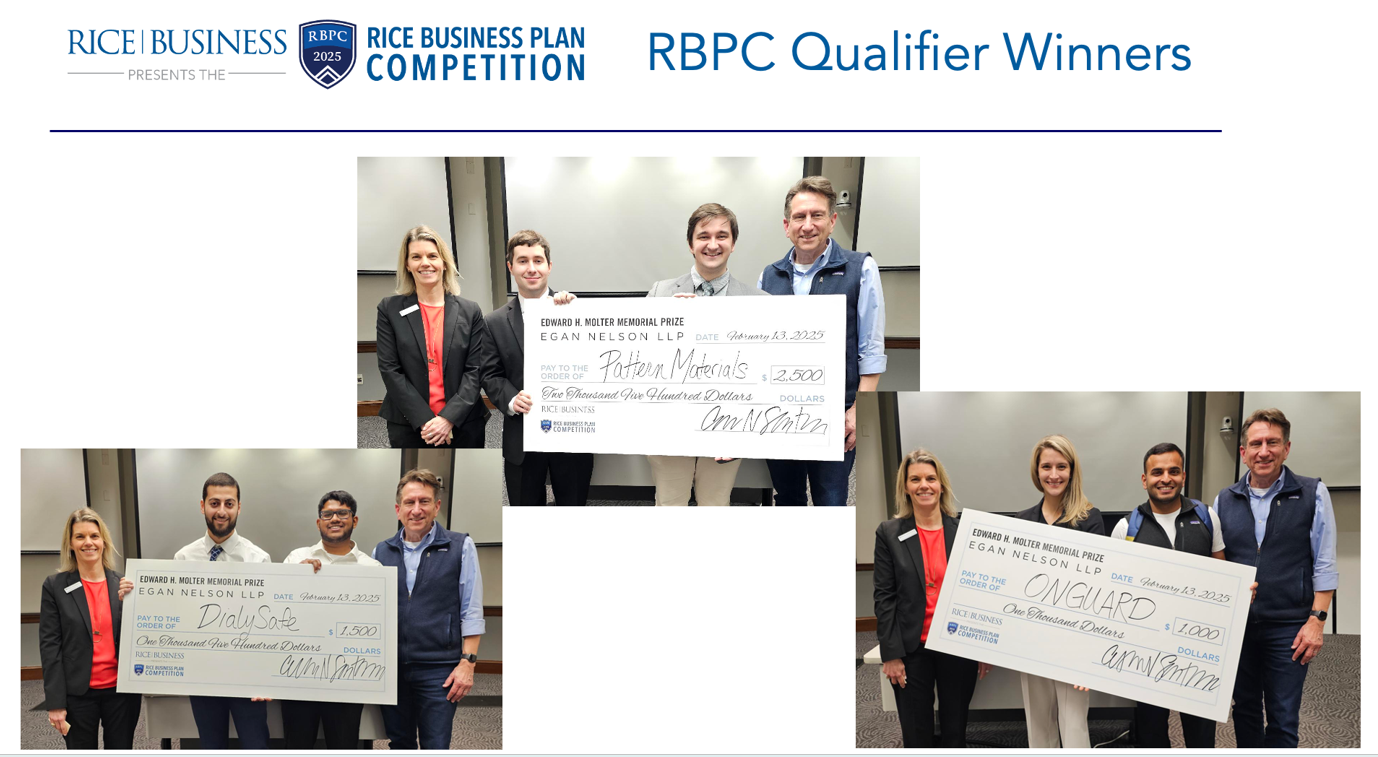 RICE BUSINESS
PRESENTS THE
RBPC
2025
RICE BUSINESS PLAN
COMPETITION
RBPC Qualifier Winners
EDWARD H. MOLTER MEMORIAL PRIZE
EGAN NELSON LLP DATE February 13, 2025
PAY TO THE
ORDER OF Pattern Materials $ 2,500
Two Thousand Five Hundred Dollars DOLLARS
RICE BUSINESS
RICE BUSINESS PLAN
COMPETITION
EDWARD H. MOLTER MEMORIAL PRIZE
EGAN NELSON LLP DATE February 13, 2025
PAY TO THE
ORDER OF DialySafe $ 1,500
One Thousand Five Hundred Dollars DOLLARS
RICE BUSINESS
RICE BUSINESS PLAN
COMPETITION
EDWARD H. MOLTER MEMORIAL PRIZE
EGAN NELSON LLP DATE February 13, 2025
PAY TO THE
ORDER OF ONGUARD $ 1,000
One Thousand Dollars DOLLARS
RICE BUSINESS
RICE BUSINESS PLAN
COMPETITION